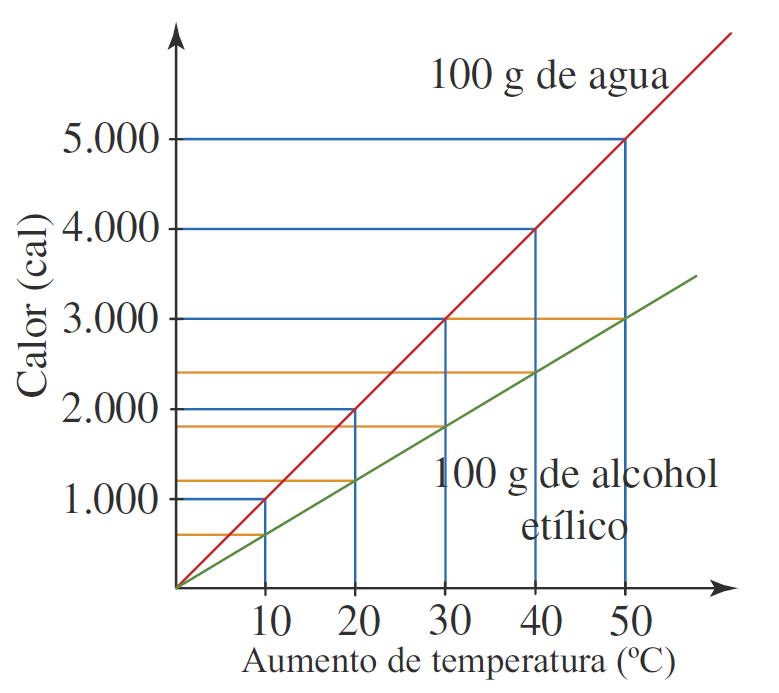 100 g de agua
5.000
4.000
3.000
2.000
1.000
Calor (cal)
100 g de alcohol
etílico
10 20 30 40 50
Aumento de temperatura (ºC)